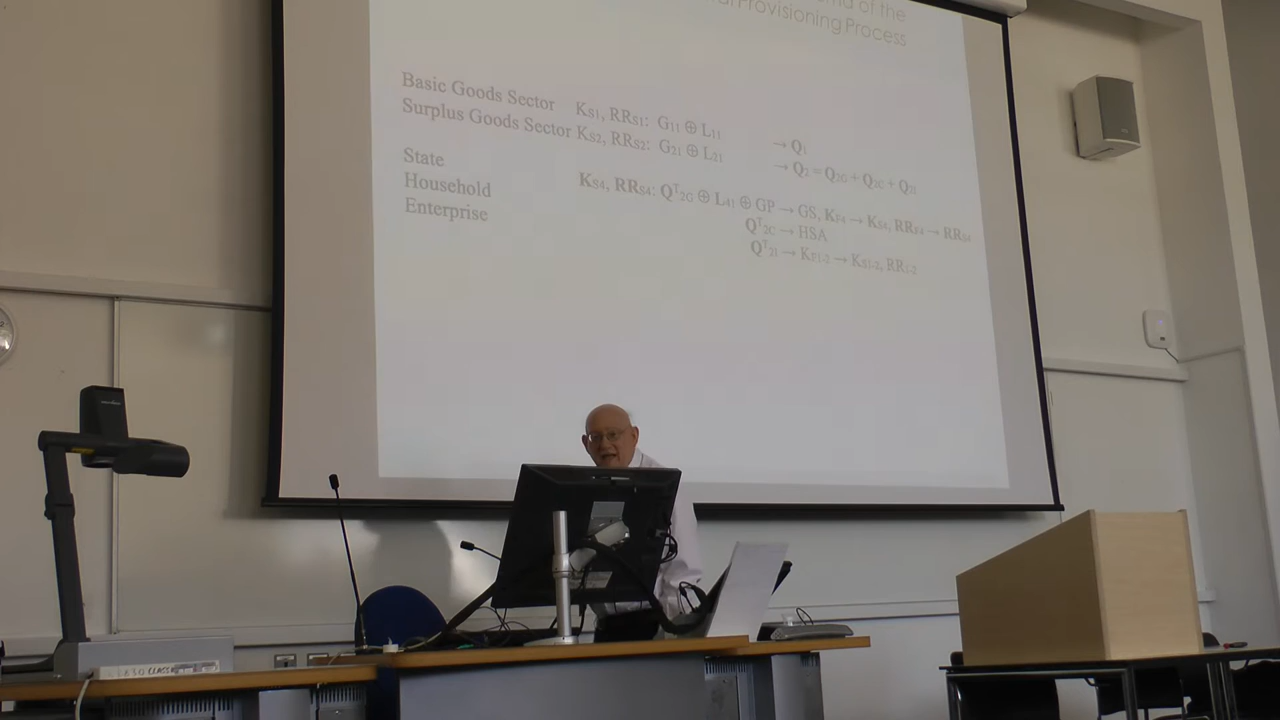 of the
Provisioning Process
Basic Goods Sector KS1, RRS1: G11 ⊕ L11 → Q1
Surplus Goods Sector KS2, RRS2: G21 ⊕ L21 → Q2 = Q2G + Q2C + Q2I
State KS4, RRS4: QT2G ⊕ L41 ⊕ GP → GS, KF4 → KS4, RRF4 → RRS4
Household QT2C → HSA
Enterprise QT2I → KF1-2 → KS1-2, RR1-2